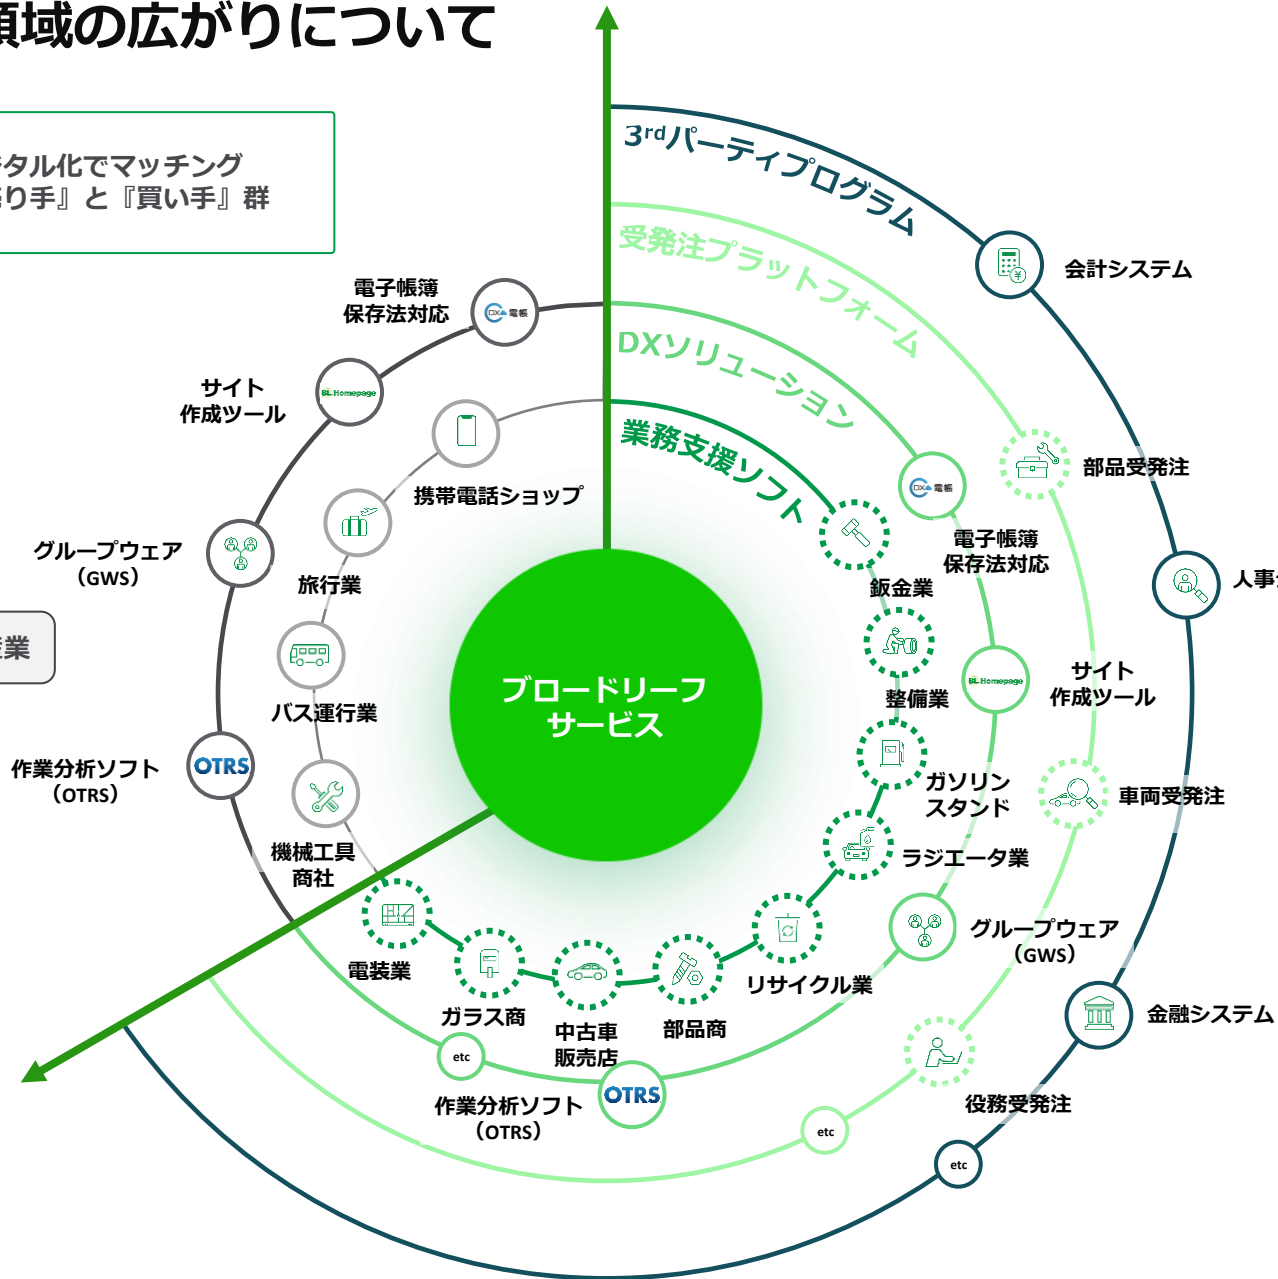 領域の広がりについて
タル化でマッチング
り手』と『買い手』群
3rdパーティプログラム
受発注プラットフォーム
DXソリューション
業務支援ソフト
会計システム
電子帳簿
保存法対応
DX 電帳
サイト
作成ツール
BL Homepage
携帯電話ショップ
部品受発注
DX 電帳
電子帳簿
保存法対応
グループウェア
（GWS）
旅行業
鈑金業
人事
業
バス運行業
ブロードリーフ
サービス
整備業
BL Homepage
サイト
作成ツール
作業分析ソフト
（OTRS）
OTRS
ガソリン
スタンド
車両受発注
機械工具
商社
ラジエータ業
電装業
ガラス商
中古車
販売店
部品商
リサイクル業
グループウェア
（GWS）
金融システム
etc
作業分析ソフト
（OTRS）
OTRS
役務受発注
etc
etc